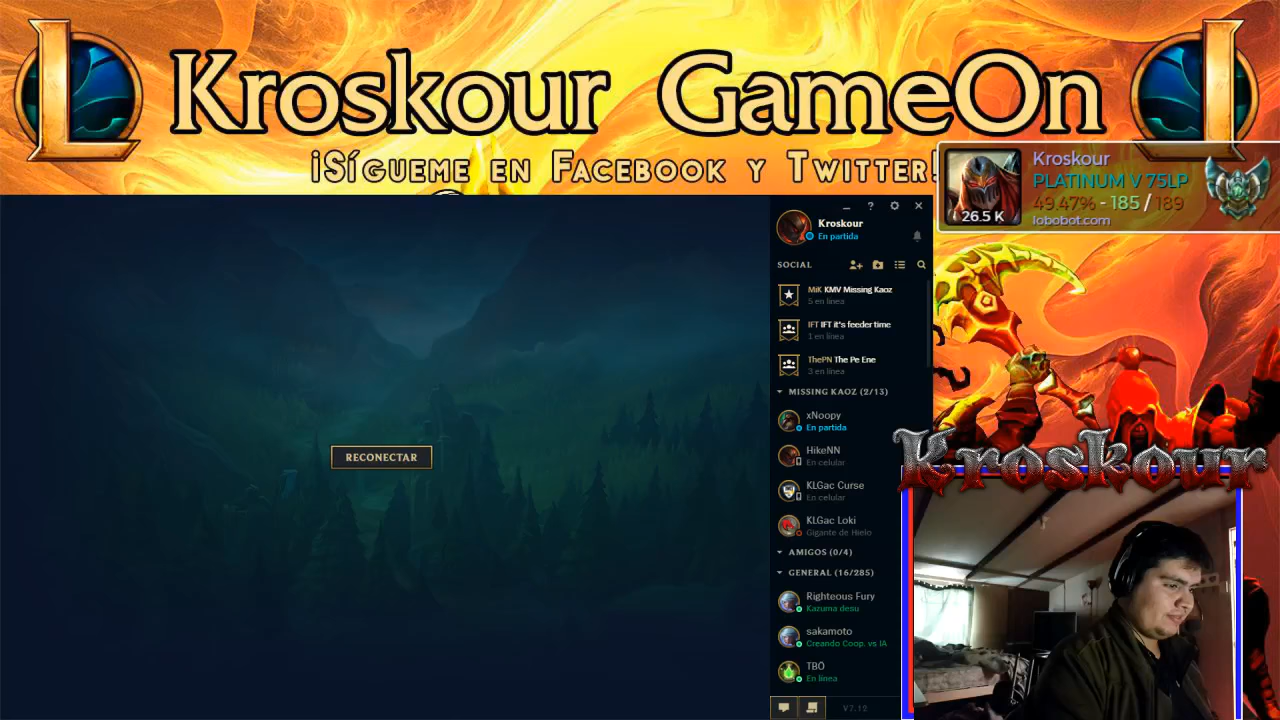 Kroskour GameOn
¡Sígueme en Facebook y Twitter!
Kroskour
PLATINUM V 75LP
49.47% - 185 / 189
lobobot.com
26.5 K
Kroskour
En partida
SOCIAL
MiK KMV Missing Kaoz
5 en línea
IFT IFT it's feeder time
1 en línea
ThePN The Pe Ene
3 en línea
MISSING KAOZ (2/13)
xNoopy
En partida
HikeNN
En celular
KLGac Curse
En celular
KLGac Loki
Gigante de Hielo
AMIGOS (0/4)
GENERAL (16/285)
Righteous Fury
Kazuma desu
sakamoto
Creando Coop. vs IA
TBÖ
En línea
V7.12
RECONECTAR
Kroskour